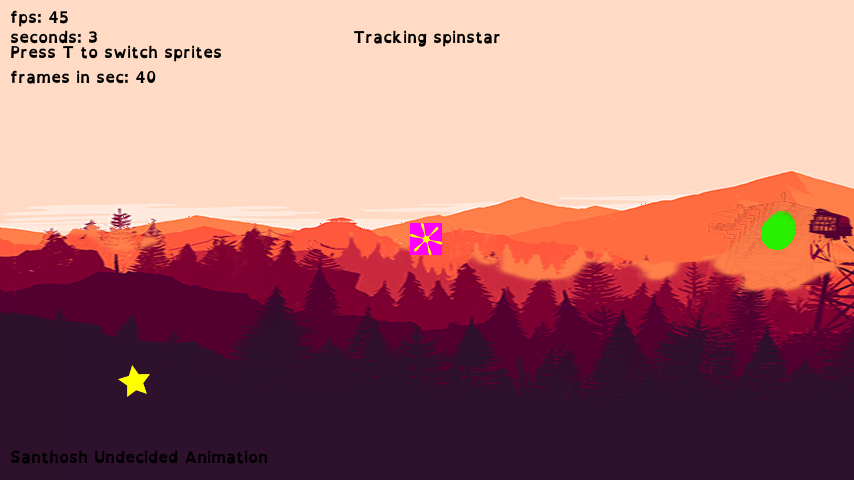 fps: 45
seconds: 3
Press T to switch sprites
frames in sec: 40
Tracking spinstar
Santhosh Undecided Animation